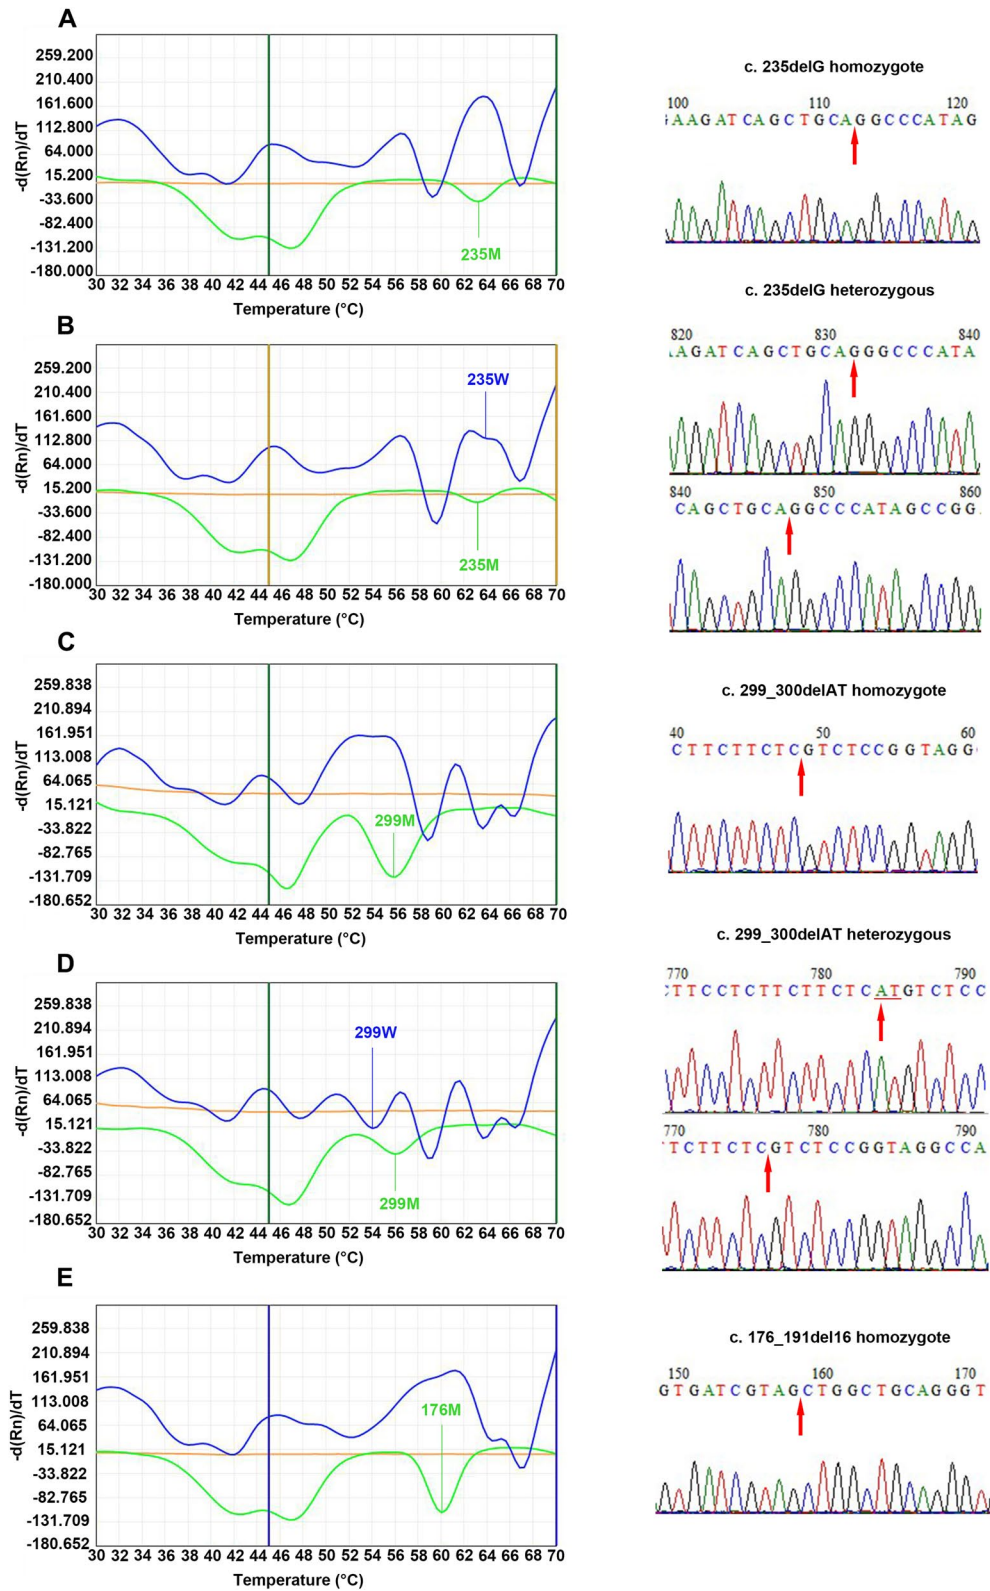 A
-d(Rn)/dT
259.200
210.400
161.600
112.800
64.000
15.200
-33.600
-82.400
-131.200
-180.000
235M
30 32 34 36 38 40 42 44 46 48 50 52 54 56 58 60 62 64 66 68 70
Temperature (°C)
c. 235delG homozygote
100 110 120
AAGATCAGCTGCAGGCCCATAG
B
-d(Rn)/dT
259.200
210.400
161.600
112.800
64.000
15.200
-33.600
-82.400
-131.200
-180.000
235W
235M
30 32 34 36 38 40 42 44 46 48 50 52 54 56 58 60 62 64 66 68 70
Temperature (°C)
c. 235delG heterozygous
820 830 840
AGATCAGCTGCAGGGCCCATA
840 850 860
CAGCTGCAGGCCCATAGCCGG
C
-d(Rn)/dT
259.838
210.894
161.951
113.008
64.065
15.121
-33.822
-82.765
-131.709
-180.652
299M
30 32 34 36 38 40 42 44 46 48 50 52 54 56 58 60 62 64 66 68 70
Temperature (°C)
c. 299_300delAT homozygote
40 50 60
CTTCTTCTCGTCTCCGGTAGG
D
-d(Rn)/dT
259.838
210.894
161.951
113.008
64.065
15.121
-33.822
-82.765
-131.709
-180.652
299W
299M
30 32 34 36 38 40 42 44 46 48 50 52 54 56 58 60 62 64 66 68 70
Temperature (°C)
c. 299_300delAT heterozygous
770 780 790
TTCCTCTTCTTCTCATGTCTCC
770 780 790
TCTTCTCGTCTCCGGTAGGCCA
E
-d(Rn)/dT
259.838
210.894
161.951
113.008
64.065
15.121
-33.822
-82.765
-131.709
-180.652
176M
30 32 34 36 38 40 42 44 46 48 50 52 54 56 58 60 62 64 66 68 70
Temperature (°C)
c. 176_191del16 homozygote
150 160 170
GTGATCGTAGCTGGCTGCAGGGT